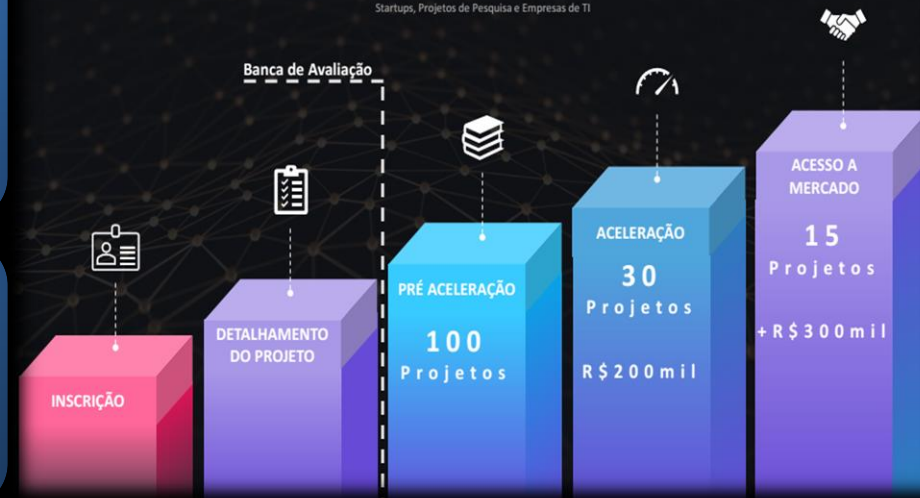 Startups, Projetos de Pesquisa e Empresas de TI
Banca de Avaliação
INSCRIÇÃO
DETALHAMENTO
DO PROJETO
PRÉ ACELERAÇÃO
100
Projetos
ACELERAÇÃO
30
Projetos
R$200mil
ACESSO A
MERCADO
15
Projetos
+R$300mil